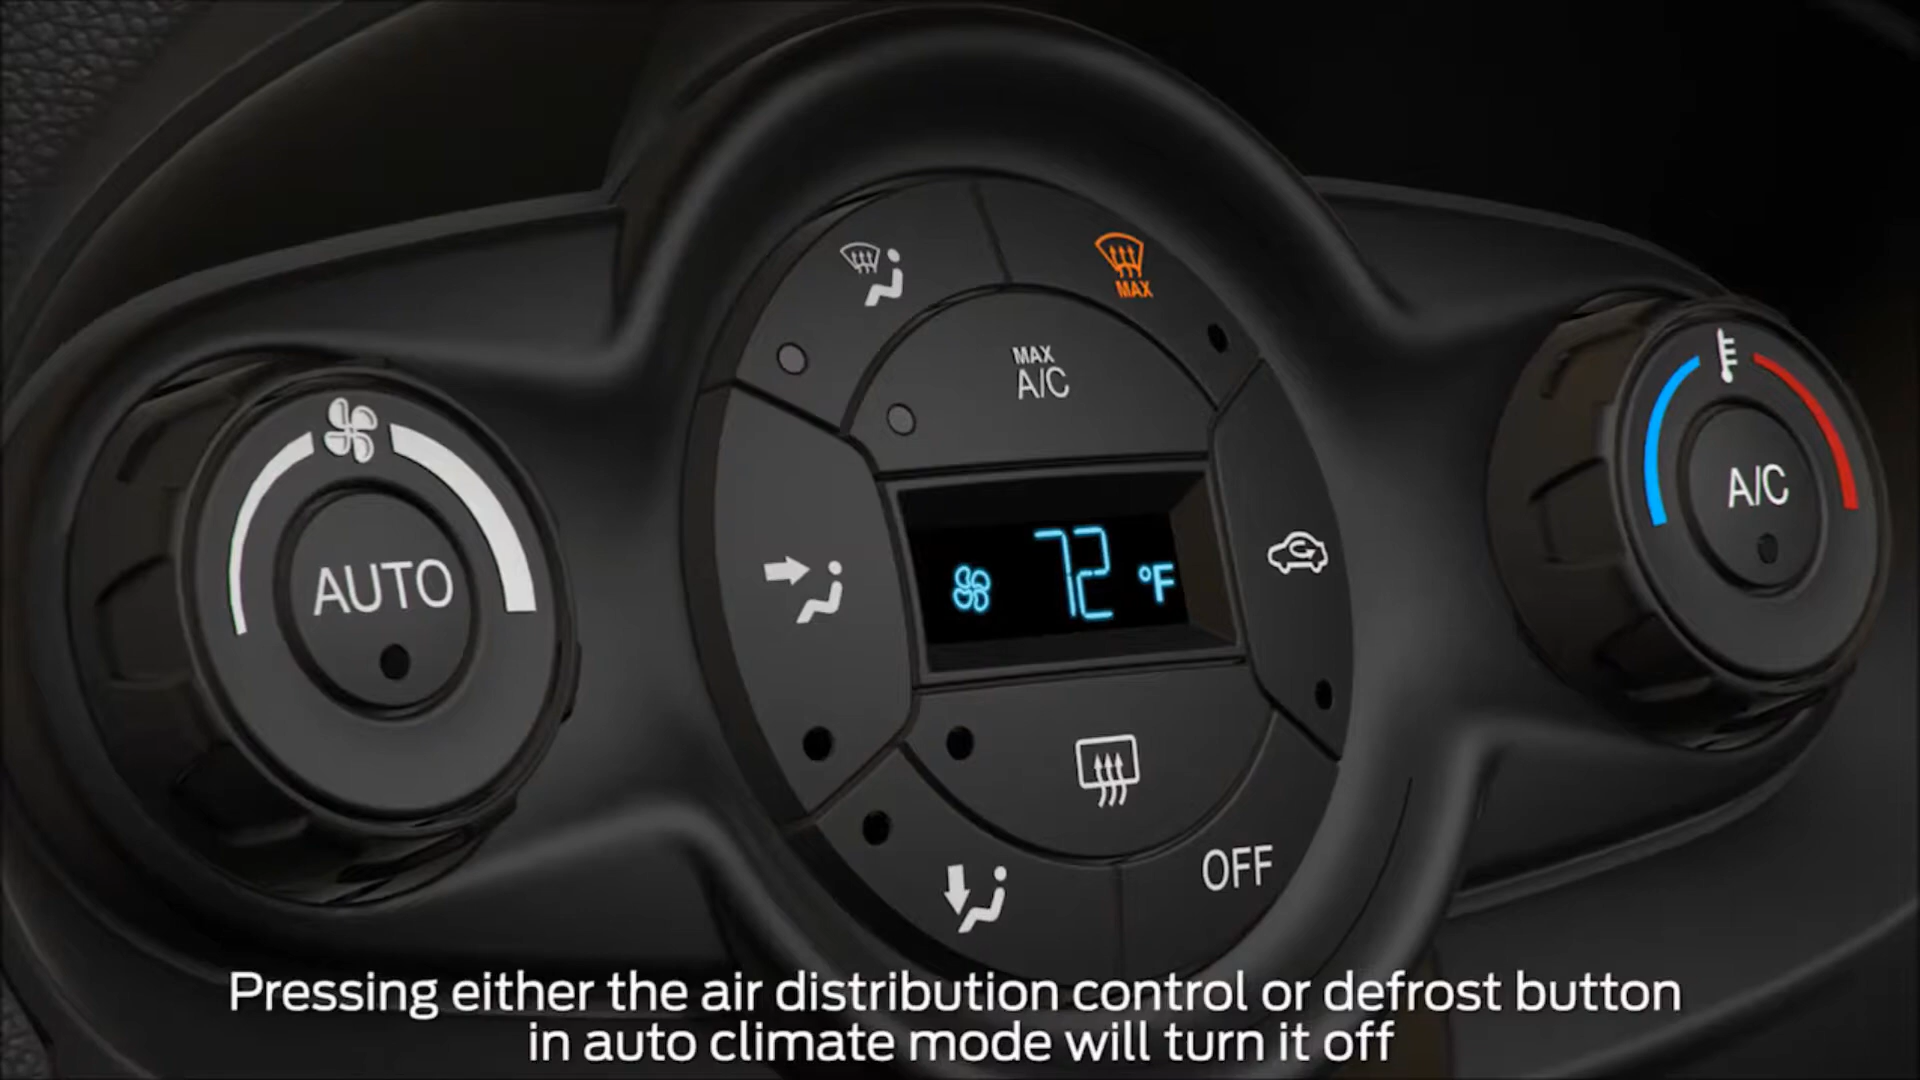 MAX
MAX
A/C
A/C
72 °F
AUTO
OFF
Pressing either the air distribution control or defrost button
in auto climate mode will turn it off